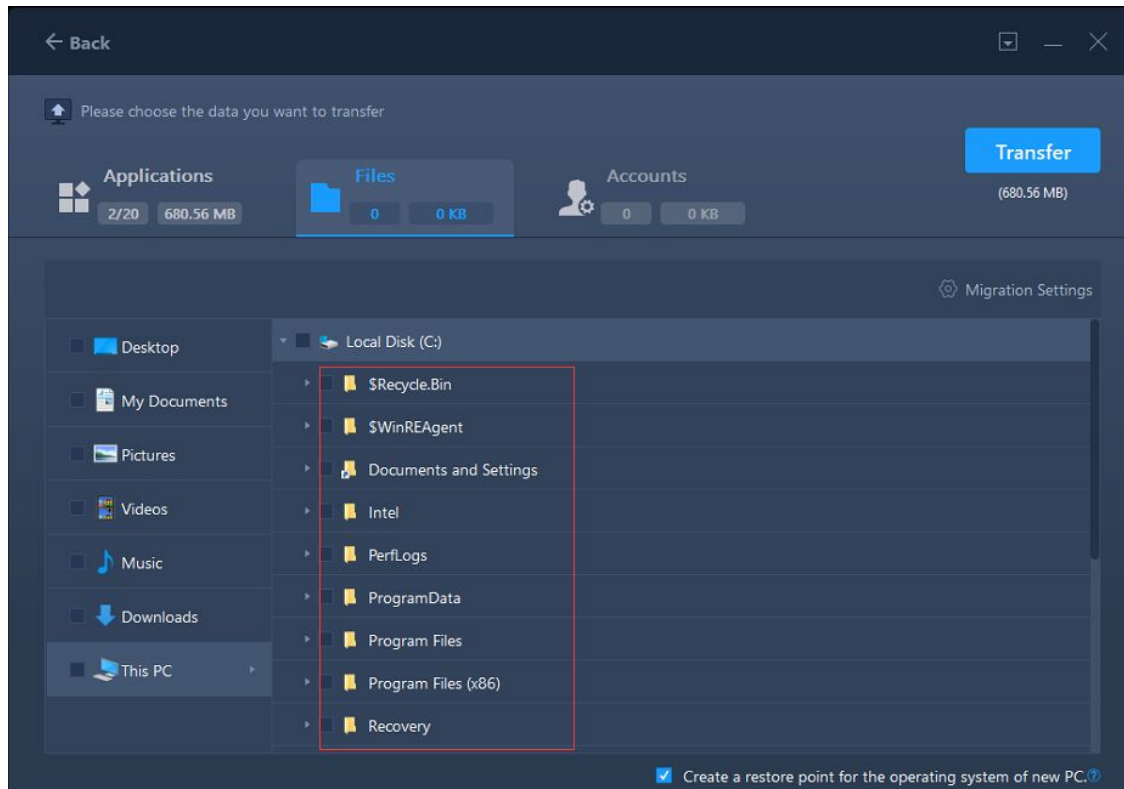 Back
Please choose the data you want to transfer
Transfer
(680.56 MB)
Applications
2/20 680.56 MB
Files
0 0 KB
Accounts
0 0 KB
Migration Settings
Desktop
My Documents
Pictures
Videos
Music
Downloads
This PC
Local Disk (C:)
$Recycle.Bin
$WinREAgent
Documents and Settings
Intel
PerfLogs
ProgramData
Program Files
Program Files (x86)
Recovery
Create a restore point for the operating system of new PC.?